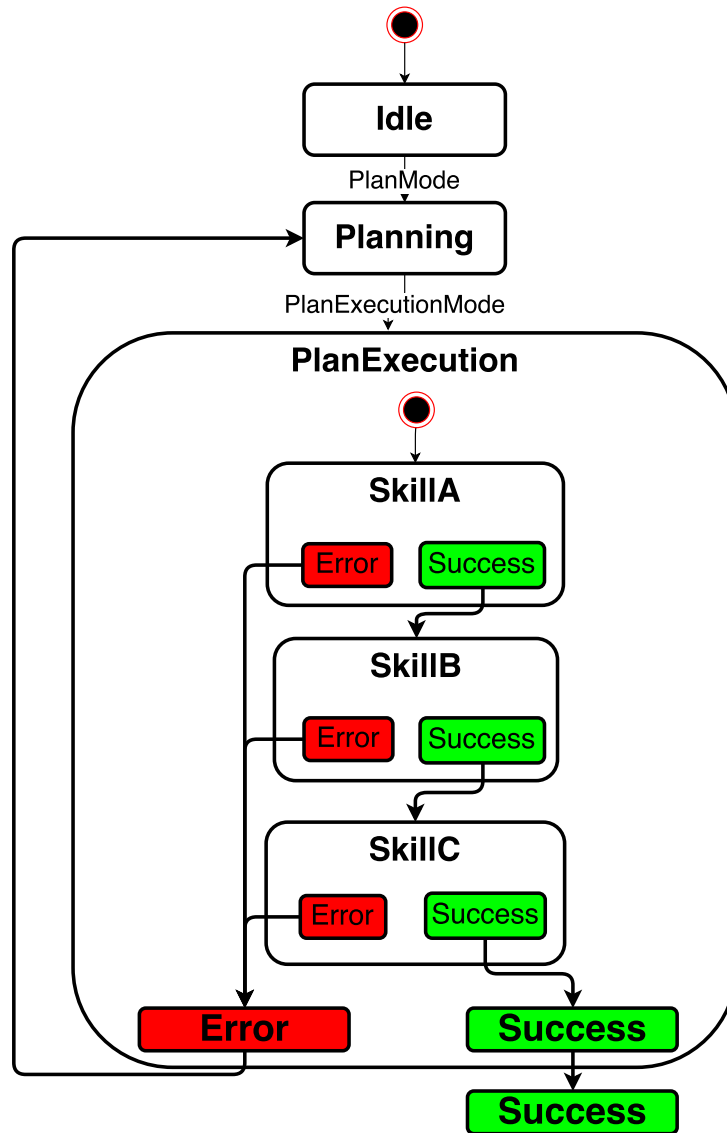 Idle
PlanMode
Planning
PlanExecutionMode
PlanExecution
SkillA
Error
Success
SkillB
Error
Success
SkillC
Error
Success
Error
Success
Success